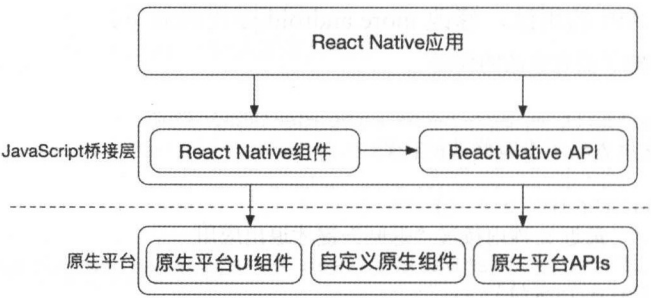 React Native应用
JavaScript桥接层
React Native组件
React Native API
原生平台
原生平台UI组件
自定义原生组件
原生平台APIs